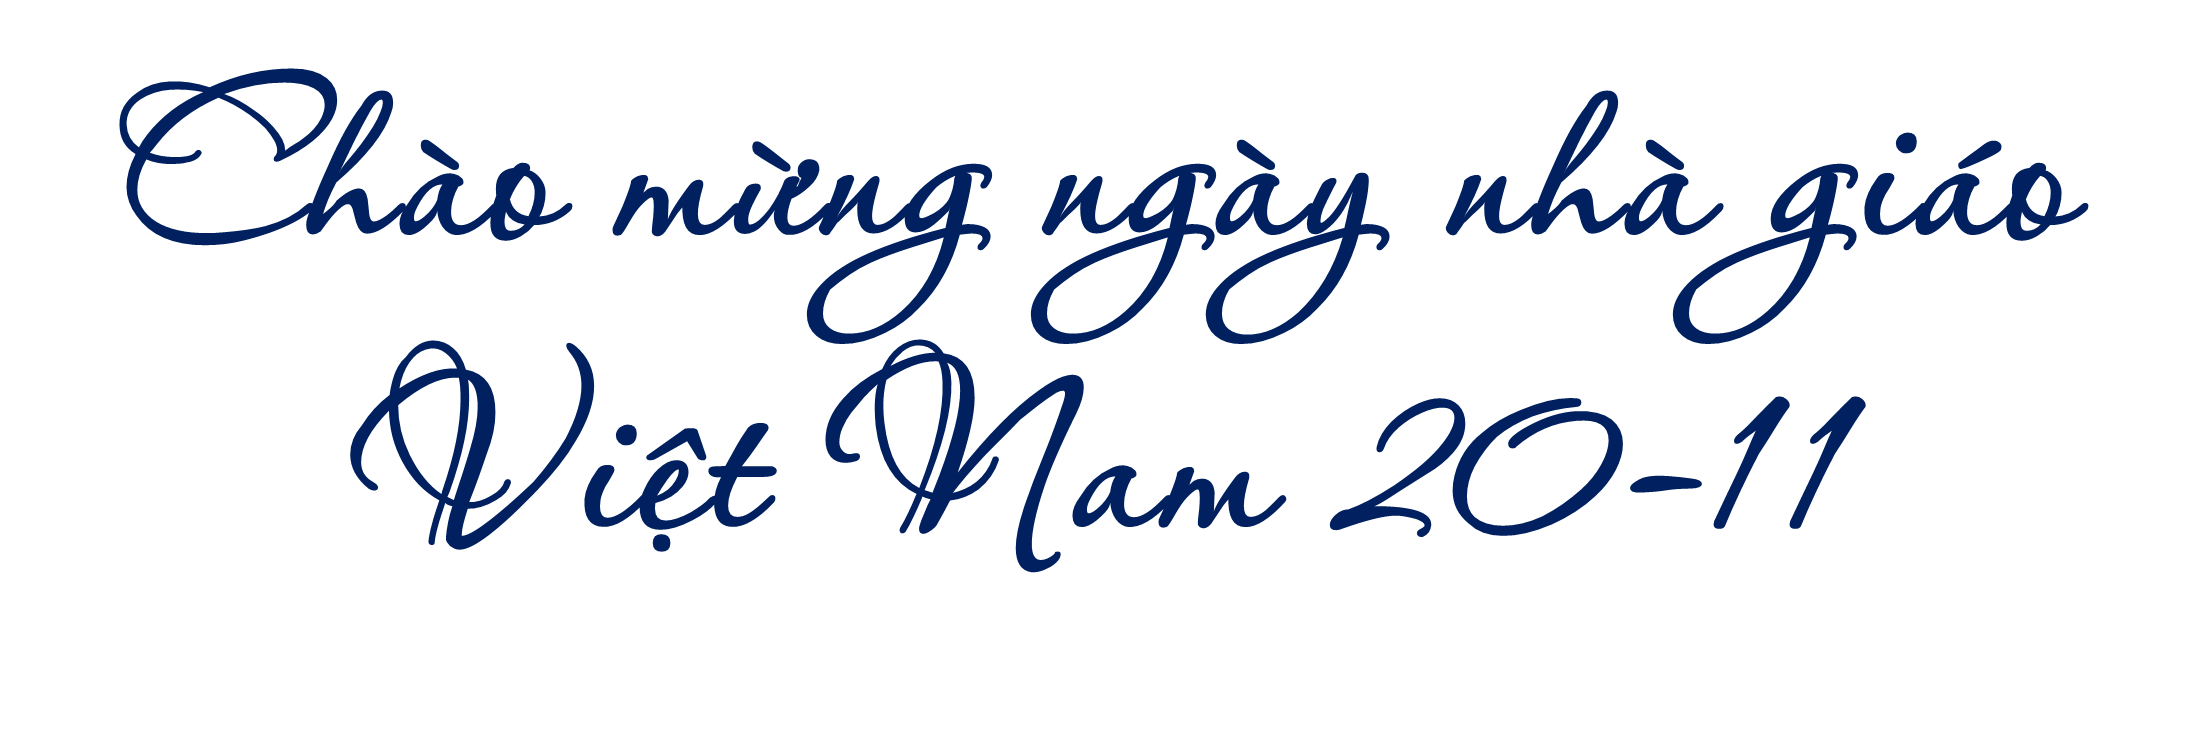 Chào mừng ngày nhà giáo
Việt Nam 20-11